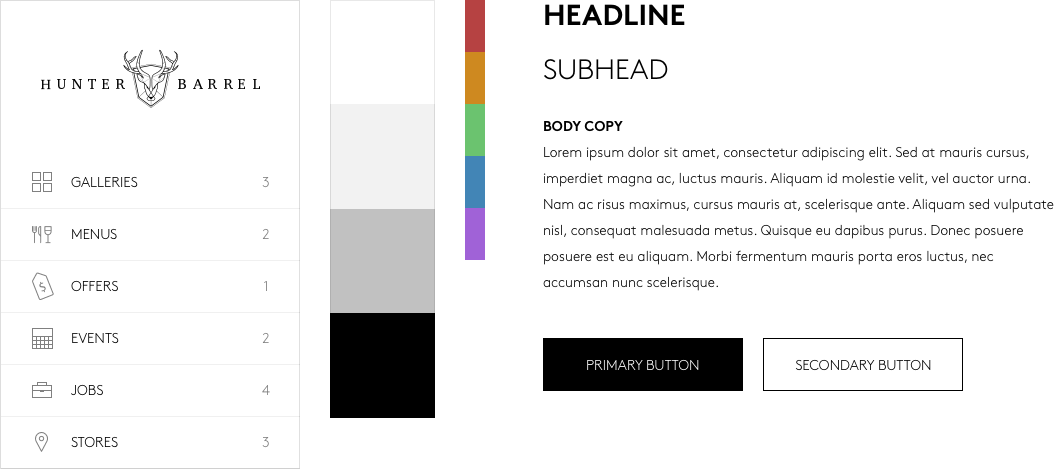 HUNTER BARREL
GALLERIES 3
MENUS 2
OFFERS 1
EVENTS 2
JOBS 4
STORES 3
HEADLINE
SUBHEAD
BODY COPY
Lorem ipsum dolor sit amet, consectetur adipiscing elit. Sed at mauris cursus,
imperdiet magna ac, luctus mauris. Aliquam id molestie velit, vel auctor urna.
Nam ac risus maximus, cursus mauris at, scelerisque ante. Aliquam sed vulputate
nisl, consequat malesuada metus. Quisque eu dapibus purus. Donec posuere
posuere est eu aliquam. Morbi fermentum mauris porta eros luctus, nec
accumsan nunc scelerisque.
PRIMARY BUTTON
SECONDARY BUTTON